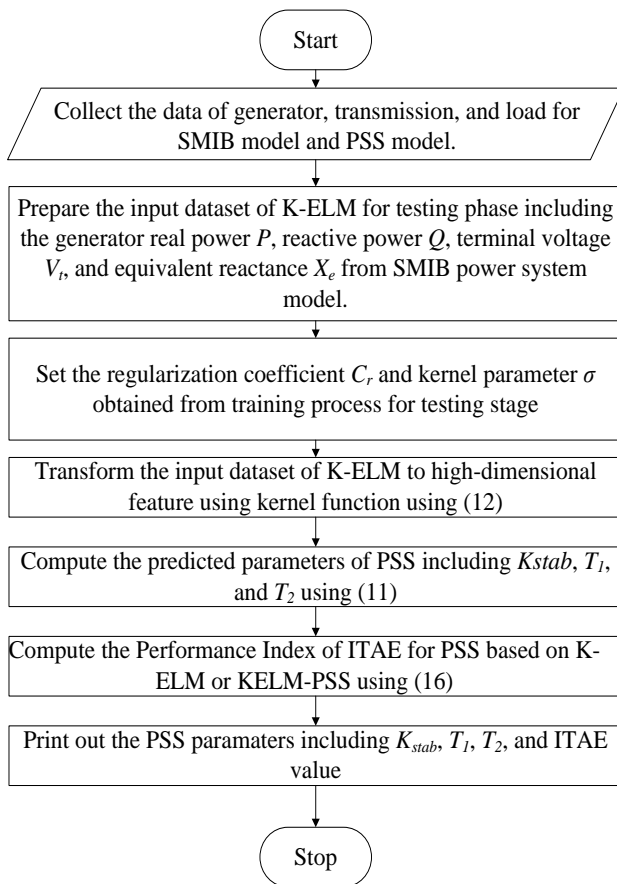 Start
Collect the data of generator, transmission, and load for
SMIB model and PSS model.
Prepare the input dataset of K-ELM for testing phase including
the generator real power P, reactive power Q, terminal voltage
Vt, and equivalent reactance Xe from SMIB power system
model.
Set the regularization coefficient Cr and kernel parameter σ
obtained from training process for testing stage
Transform the input dataset of K-ELM to high-dimensional
feature using kernel function using (12)
Compute the predicted parameters of PSS including Kstab, T1,
and T2 using (11)
Compute the Performance Index of ITAE for PSS based on K-
ELM or KELM-PSS using (16)
Print out the PSS paramaters including Kstab, T1, T2, and ITAE
value
Stop